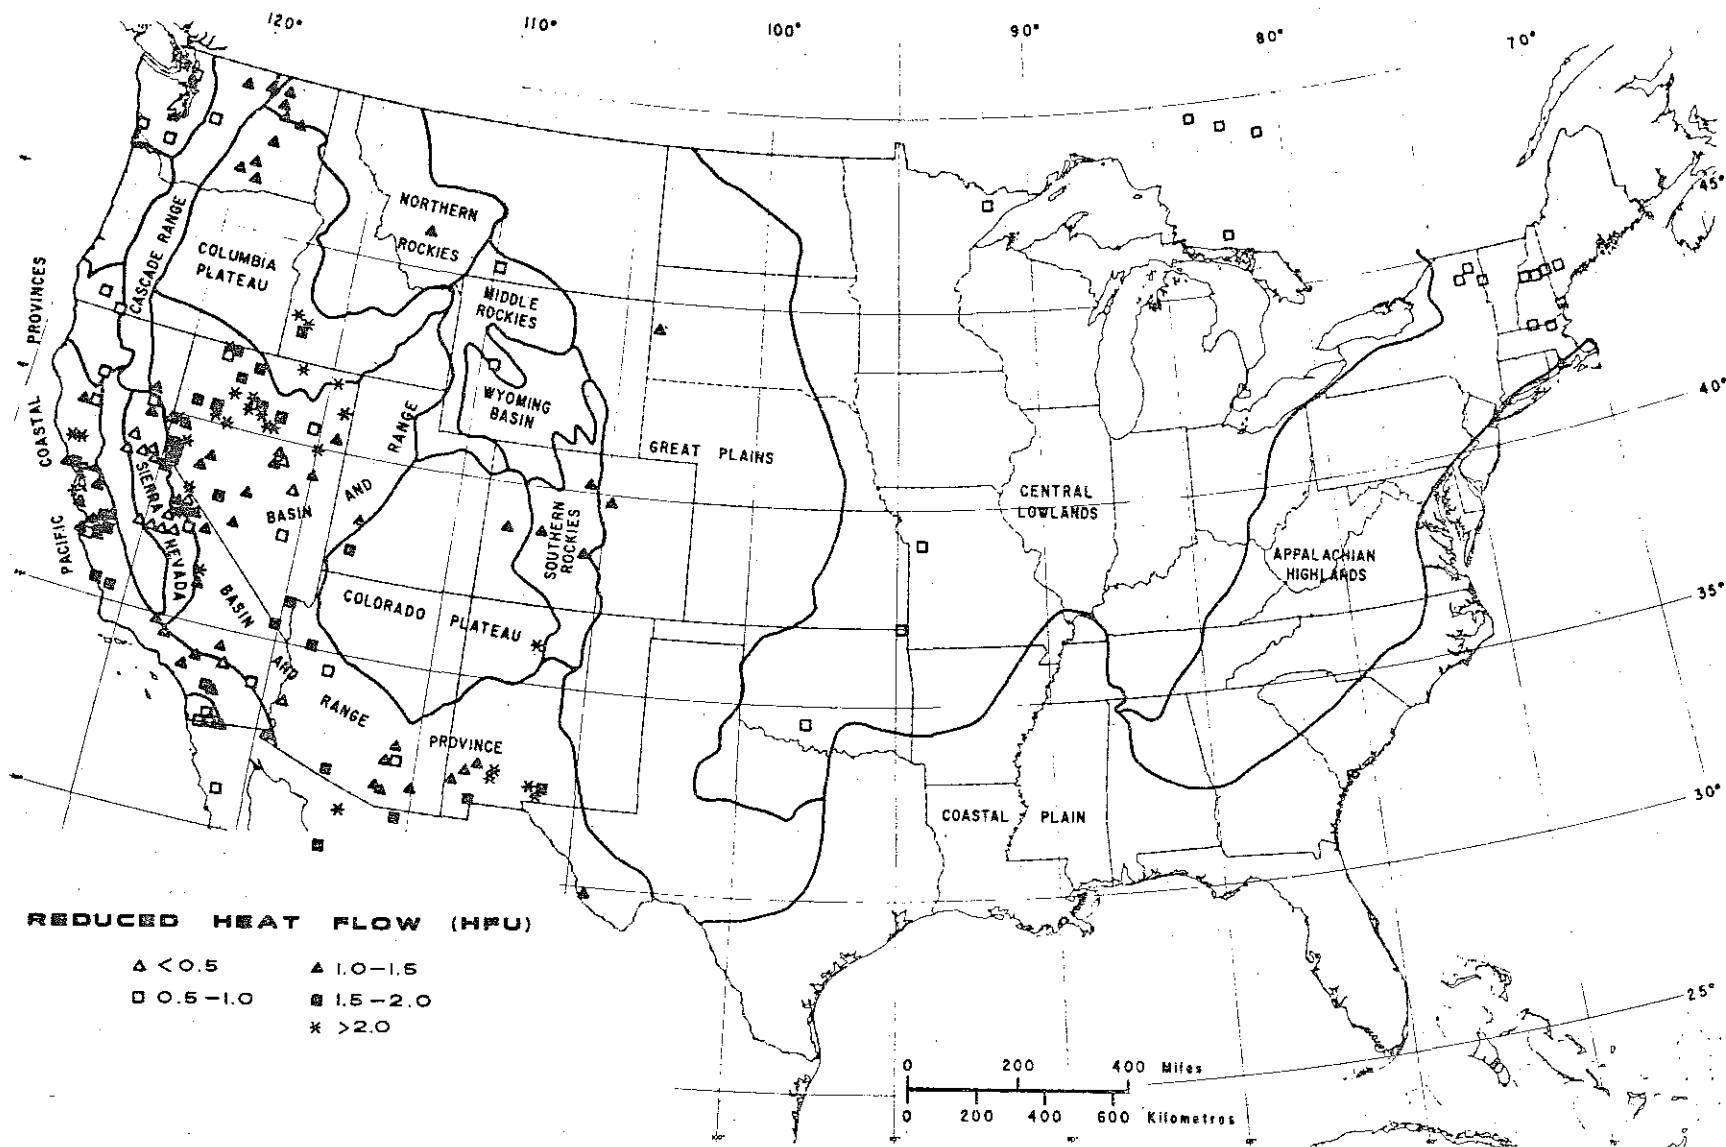 120°
110°
100°
90°
80°
70°
45°
40°
35°
30°
25°
NORTHERN
ROCKIES
CASCADE RANGE
COLUMBIA
PLATEAU
MIDDLE
ROCKIES
WYOMING
BASIN
PACIFIC COASTAL PROVINCES
SIERRA NEVADA
BASIN AND RANGE
BASIN AND RANGE PROVINCE
GREAT PLAINS
SOUTHERN
ROCKIES
COLORADO PLATEAU
CENTRAL
LOWLANDS
APPALACHIAN
HIGHLANDS
COASTAL PLAIN
REDUCED HEAT FLOW (HFU)
<0.5
0.5-1.0
1.0-1.5
1.5-2.0
>2.0
0 200 400 Miles
0 200 400 600 Kilometros